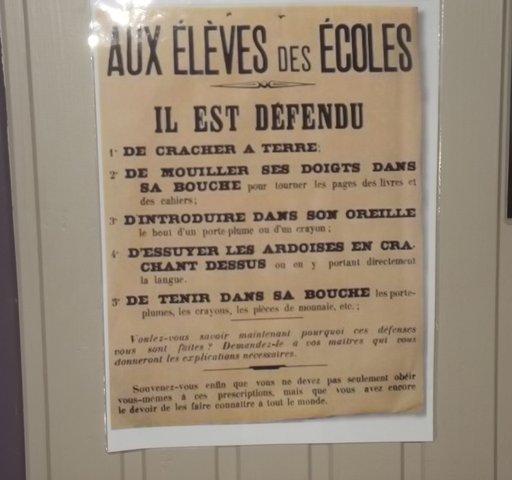 AUX ÉLÈVES DES ÉCOLES
IL EST DÉFENDU
1° DE CRACHER A TERRE;
2° DE MOUILLER SES DOIGTS DANS
SA BOUCHE pour tourner les pages des livres et
des cahiers;
3° D'INTRODUIRE DANS SON OREILLE
le bout d'un porte-plume ou d'un crayon;
4° D'ESSUYER LES ARDOISES EN CRA-
CHANT DESSUS ou en y portant directement
la langue.
5° DE TENIR DANS SA BOUCHE les porte-
plumes, les crayons, les pièces de monnaie, etc.;
Voulez-vous savoir maintenant pourquoi ces défenses
vous sont faites? Demandez-le à vos maîtres qui vous
donneront les explications nécessaires.
Souvenez-vous enfin que vous ne devez pas seulement obéir
vous-mêmes à ces prescriptions, mais que vous avez encore
le devoir de les faire connaître à tout le monde.